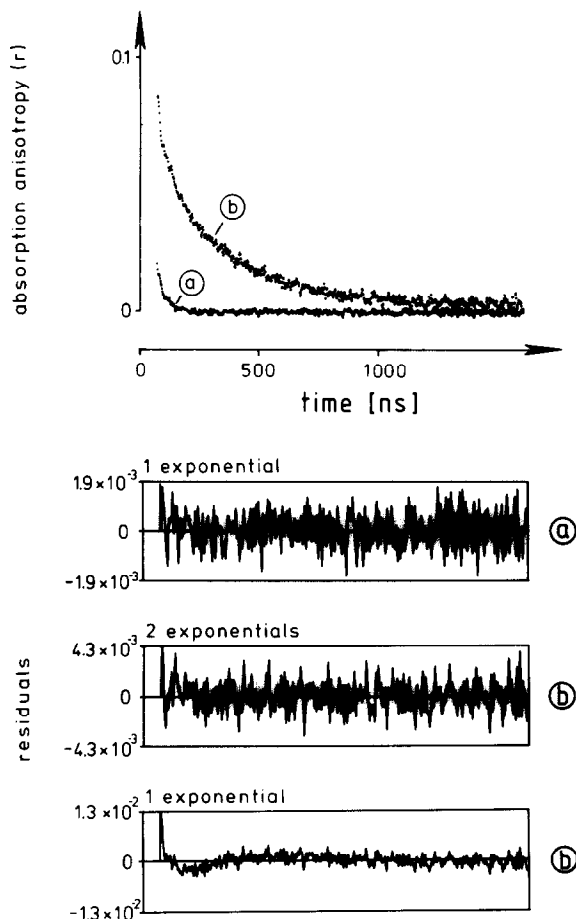 absorption anisotropy (r)
0.1
0
b
a
0 500 1000
time [ns]
residuals
1 exponential
1.9×10⁻³
0
-1.9×10⁻³
a
2 exponentials
4.3×10⁻³
0
-4.3×10⁻³
b
1 exponential
1.3×10⁻²
0
-1.3×10⁻²
b